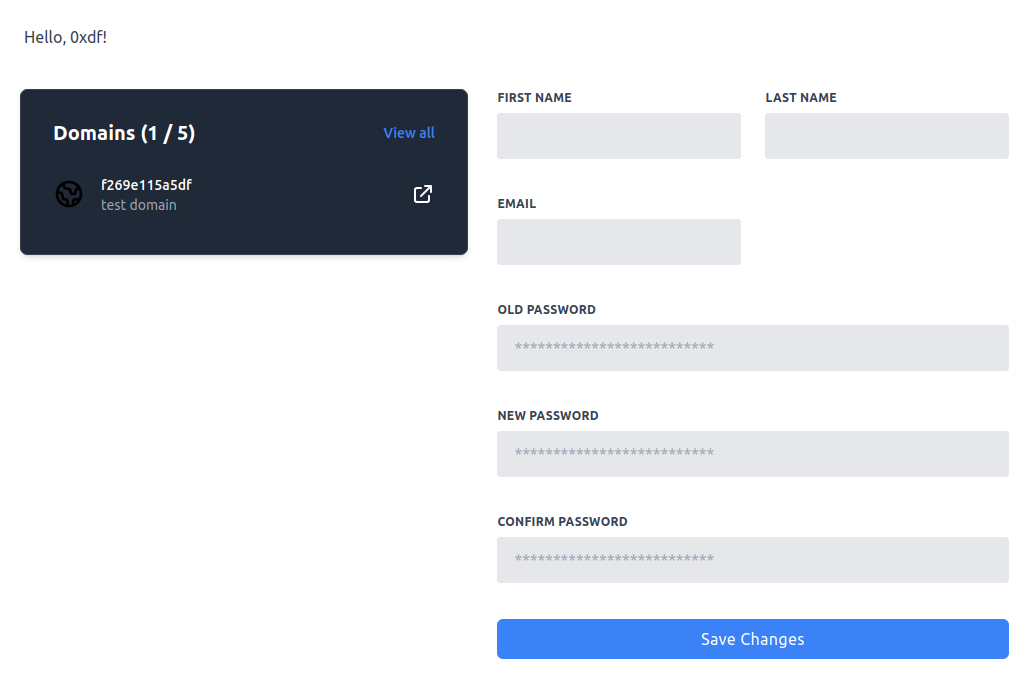 Hello, 0xdf!
Domains (1 / 5)
View all
f269e115a5df
test domain
FIRST NAME
LAST NAME
EMAIL
OLD PASSWORD
**************************
NEW PASSWORD
**************************
CONFIRM PASSWORD
**************************
Save Changes